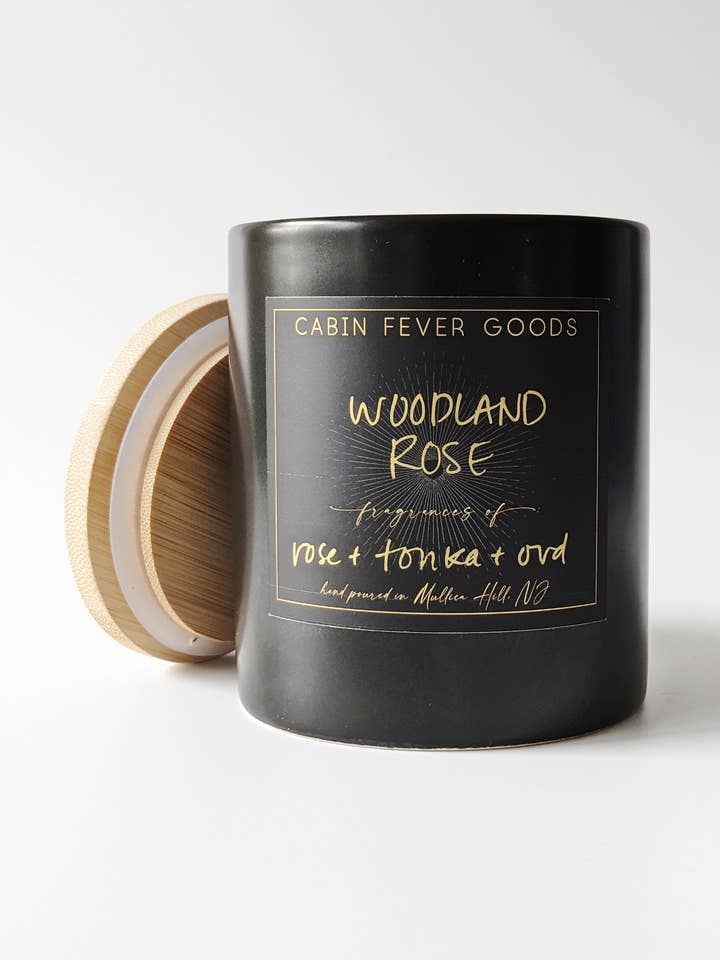 CABIN FEVER GOODS
WOODLAND
ROSE
fragrances of
rose + tonka + oud
hand poured in Mullica Hill, NJ